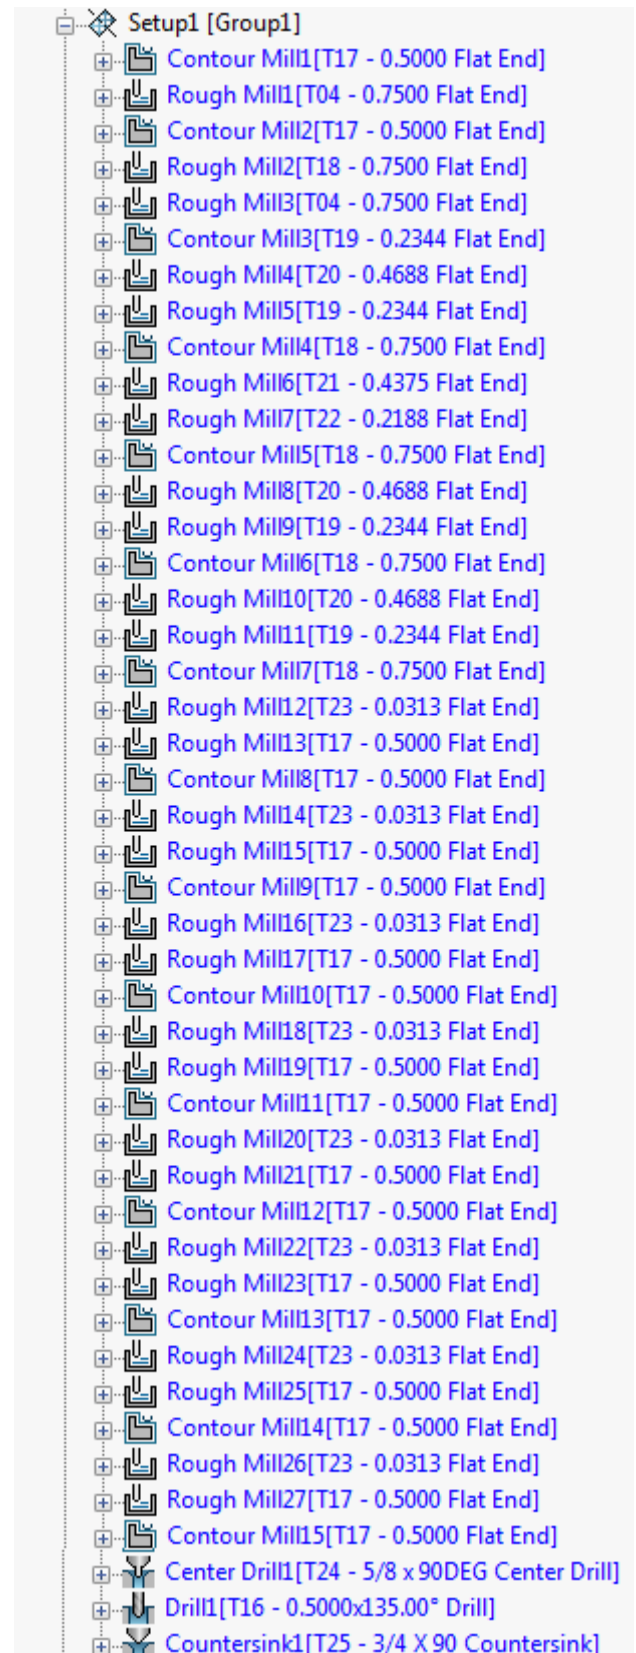 Setup1 [Group1]
Contour Mill1[T17 - 0.5000 Flat End]
Rough Mill1[T04 - 0.7500 Flat End]
Contour Mill2[T17 - 0.5000 Flat End]
Rough Mill2[T18 - 0.7500 Flat End]
Rough Mill3[T04 - 0.7500 Flat End]
Contour Mill3[T19 - 0.2344 Flat End]
Rough Mill4[T20 - 0.4688 Flat End]
Rough Mill5[T19 - 0.2344 Flat End]
Contour Mill4[T18 - 0.7500 Flat End]
Rough Mill6[T21 - 0.4375 Flat End]
Rough Mill7[T22 - 0.2188 Flat End]
Contour Mill5[T18 - 0.7500 Flat End]
Rough Mill8[T20 - 0.4688 Flat End]
Rough Mill9[T19 - 0.2344 Flat End]
Contour Mill6[T18 - 0.7500 Flat End]
Rough Mill10[T20 - 0.4688 Flat End]
Rough Mill11[T19 - 0.2344 Flat End]
Contour Mill7[T18 - 0.7500 Flat End]
Rough Mill12[T23 - 0.0313 Flat End]
Rough Mill13[T17 - 0.5000 Flat End]
Contour Mill8[T17 - 0.5000 Flat End]
Rough Mill14[T23 - 0.0313 Flat End]
Rough Mill15[T17 - 0.5000 Flat End]
Contour Mill9[T17 - 0.5000 Flat End]
Rough Mill16[T23 - 0.0313 Flat End]
Rough Mill17[T17 - 0.5000 Flat End]
Contour Mill10[T17 - 0.5000 Flat End]
Rough Mill18[T23 - 0.0313 Flat End]
Rough Mill19[T17 - 0.5000 Flat End]
Contour Mill11[T17 - 0.5000 Flat End]
Rough Mill20[T23 - 0.0313 Flat End]
Rough Mill21[T17 - 0.5000 Flat End]
Contour Mill12[T17 - 0.5000 Flat End]
Rough Mill22[T23 - 0.0313 Flat End]
Rough Mill23[T17 - 0.5000 Flat End]
Contour Mill13[T17 - 0.5000 Flat End]
Rough Mill24[T23 - 0.0313 Flat End]
Rough Mill25[T17 - 0.5000 Flat End]
Contour Mill14[T17 - 0.5000 Flat End]
Rough Mill26[T23 - 0.0313 Flat End]
Rough Mill27[T17 - 0.5000 Flat End]
Contour Mill15[T17 - 0.5000 Flat End]
Center Drill1[T24 - 5/8 x 90DEG Center Drill]
Drill1[T16 - 0.5000x135.00° Drill]
Countersink1[T25 - 3/4 X 90 Countersink]